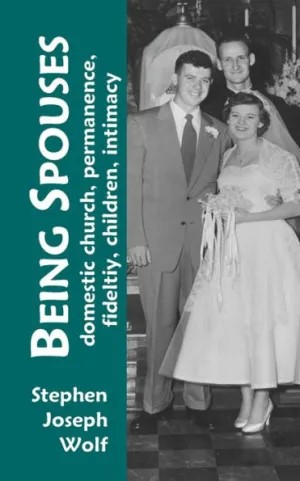 BEING SPOUSES
domestic church, permanence,
fideltiy, children, intimacy
Stephen
Joseph
Wolf